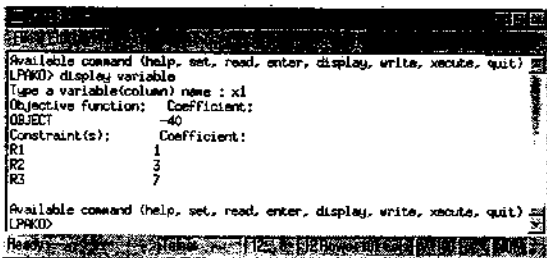 Available command (help, set, read, enter, display, write, xecute, quit)
LPAKO> display variable
Type a variable(column) name : x1
Objective function: Coefficient:
OBJECT -40
Constraint(s): Coefficient:
R1 1
R2 3
R3 7
Available command (help, set, read, enter, display, write, xecute, quit)
LPAKO>